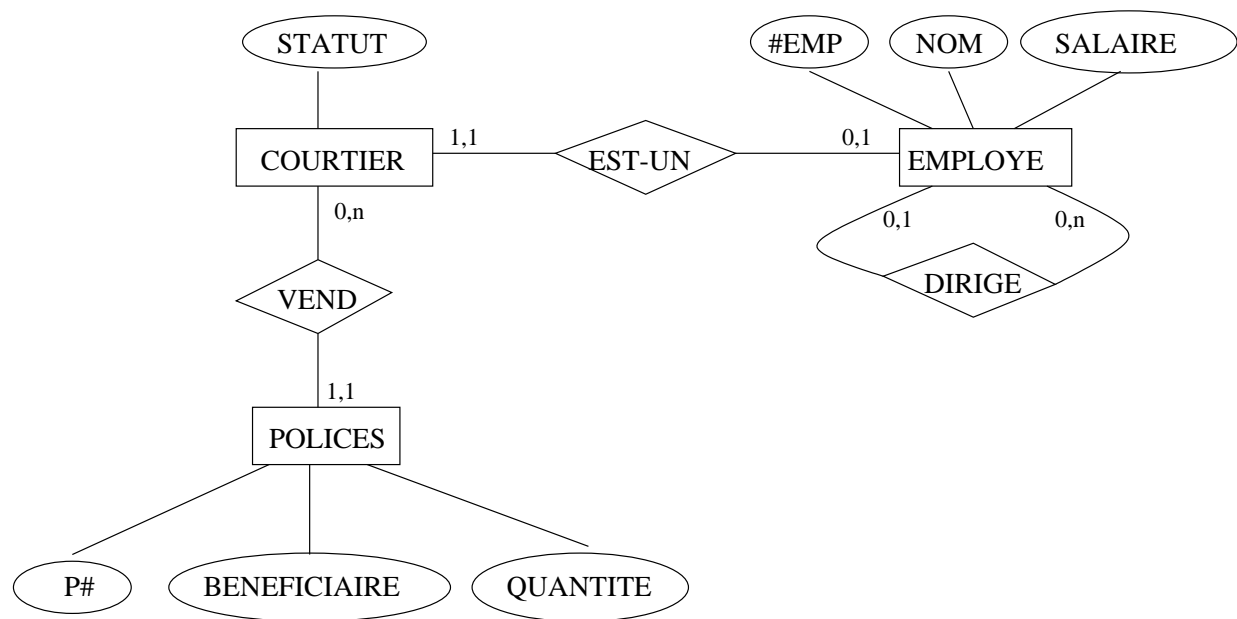 STATUT
#EMP
NOM
SALAIRE
COURTIER
1,1
EST-UN
0,1
EMPLOYE
0,n
0,1
0,n
VEND
DIRIGE
1,1
POLICES
P#
BENEFICIAIRE
QUANTITE